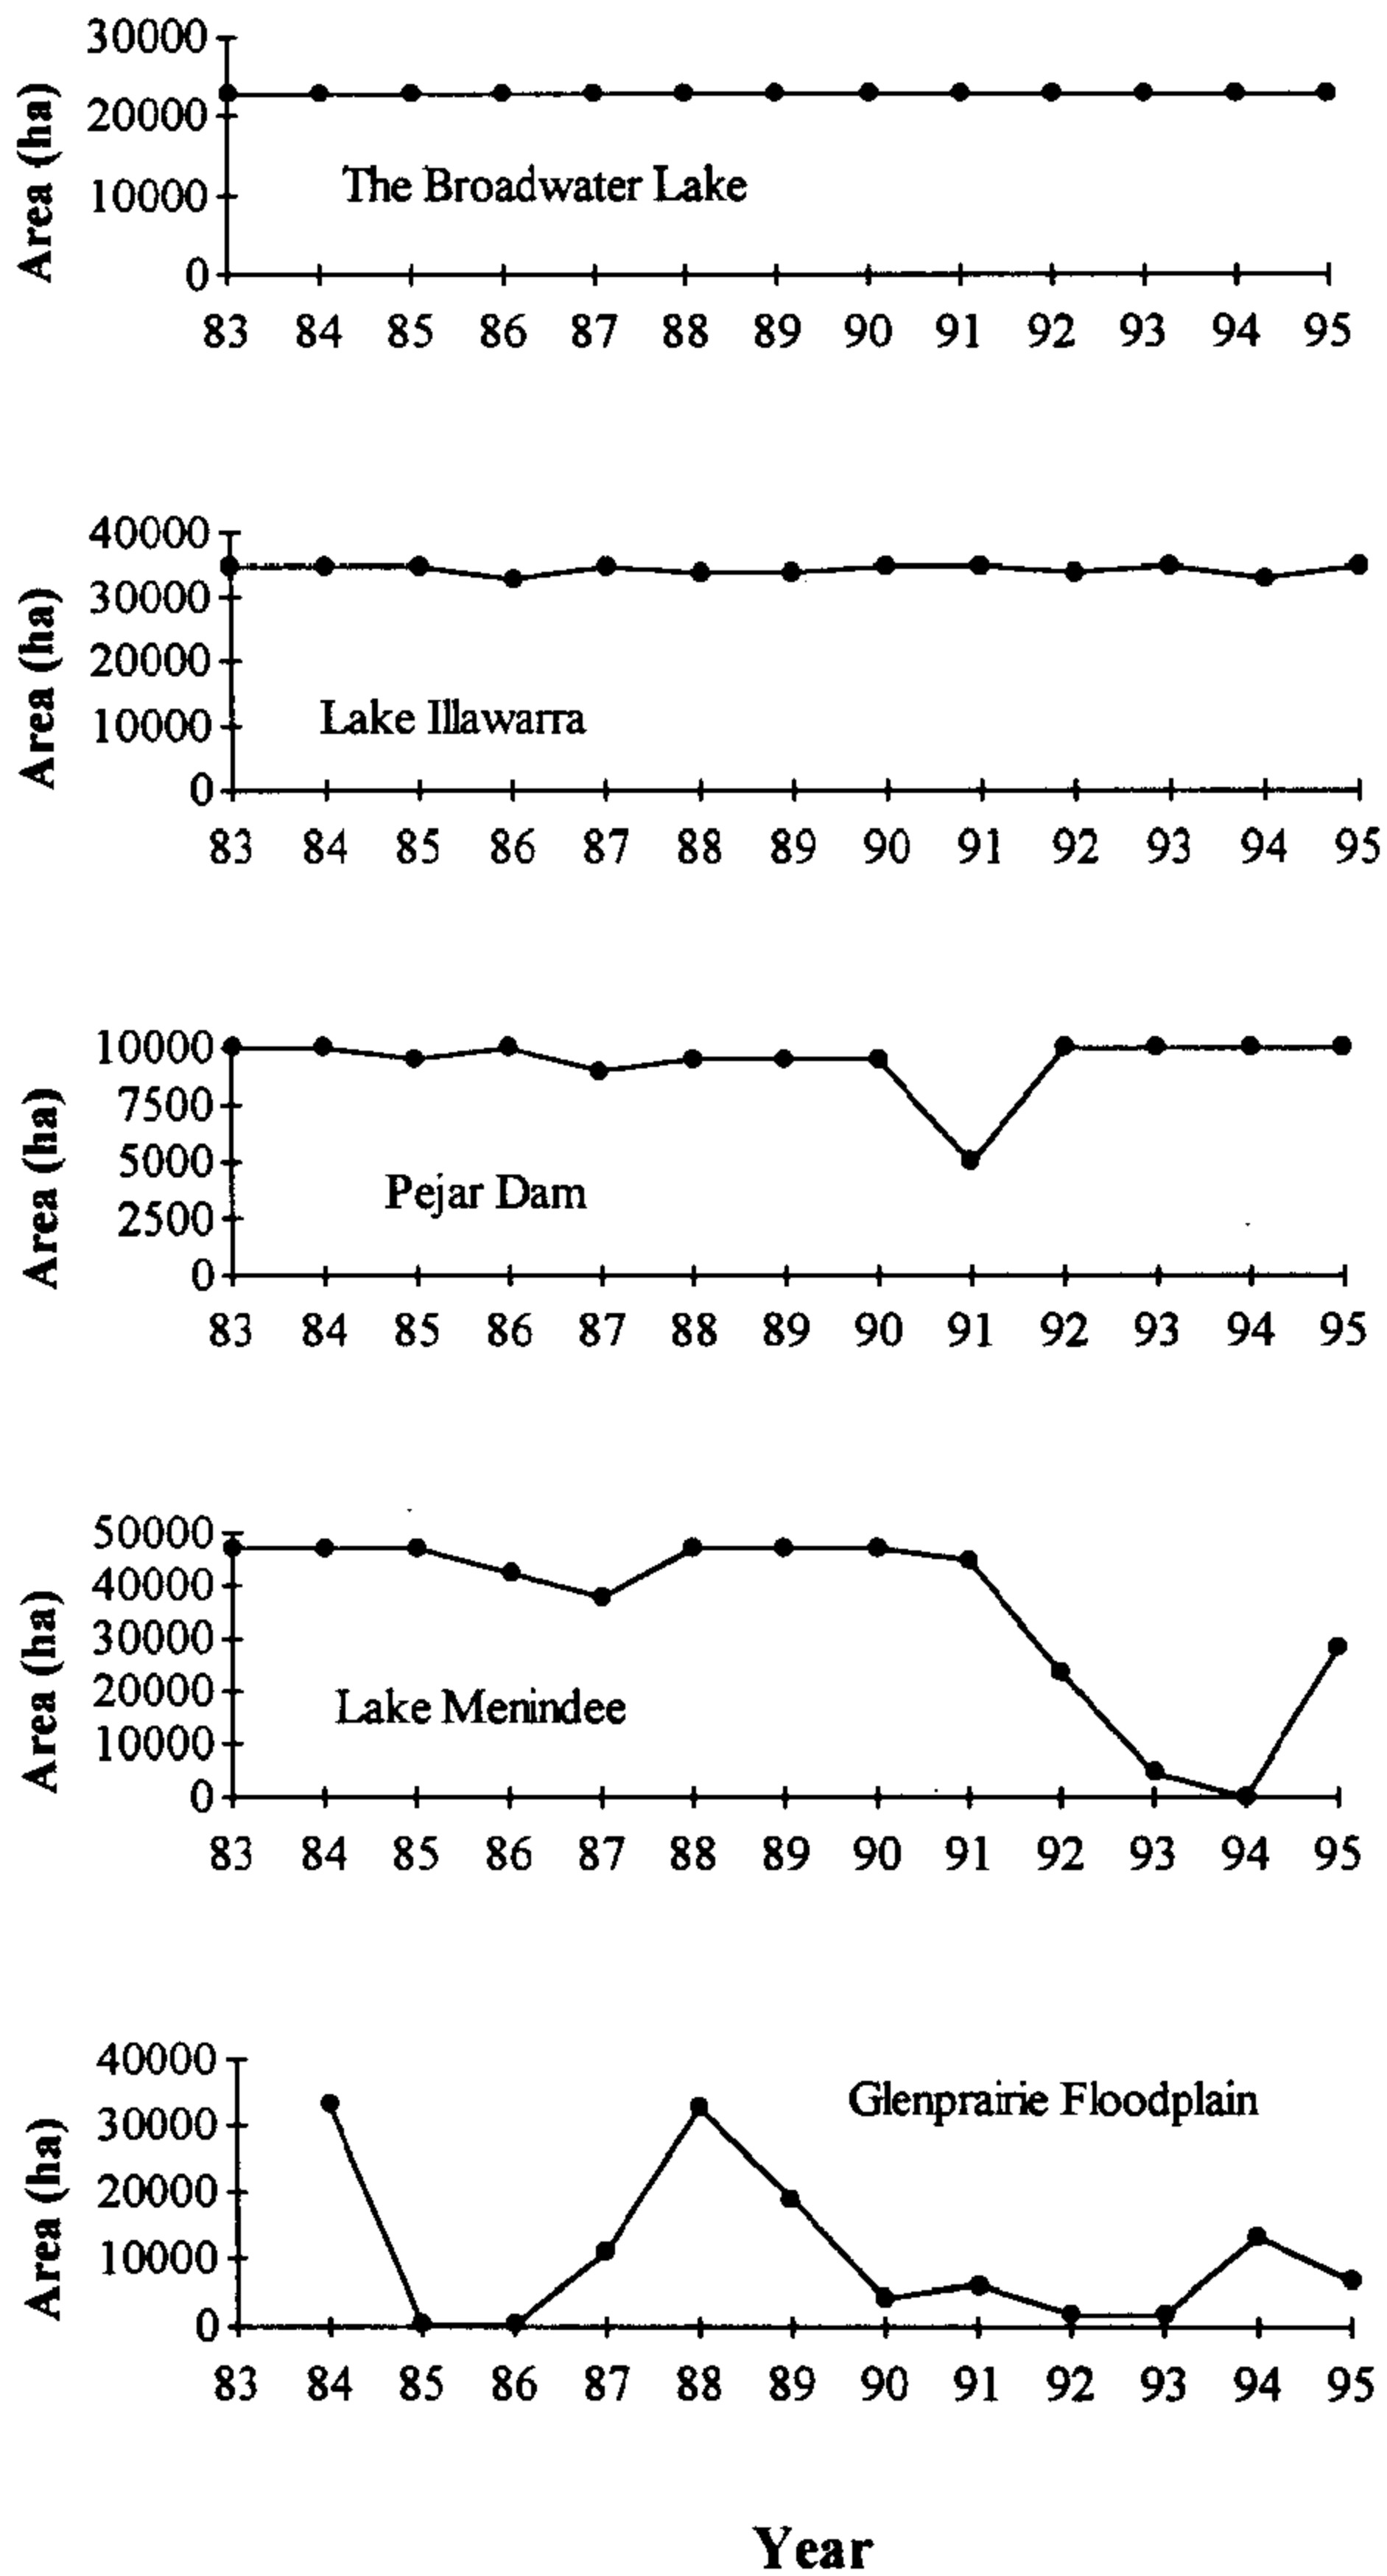 30000
20000
10000
0
Area (ha)
The Broadwater Lake
83 84 85 86 87 88 89 90 91 92 93 94 95
40000
30000
20000
10000
0
Area (ha)
Lake Illawarra
83 84 85 86 87 88 89 90 91 92 93 94 95
10000
7500
5000
2500
0
Area (ha)
Pejar Dam
83 84 85 86 87 88 89 90 91 92 93 94 95
50000
40000
30000
20000
10000
0
Area (ha)
Lake Menindee
83 84 85 86 87 88 89 90 91 92 93 94 95
40000
30000
20000
10000
0
Area (ha)
Glenprairie Floodplain
83 84 85 86 87 88 89 90 91 92 93 94 95
Year